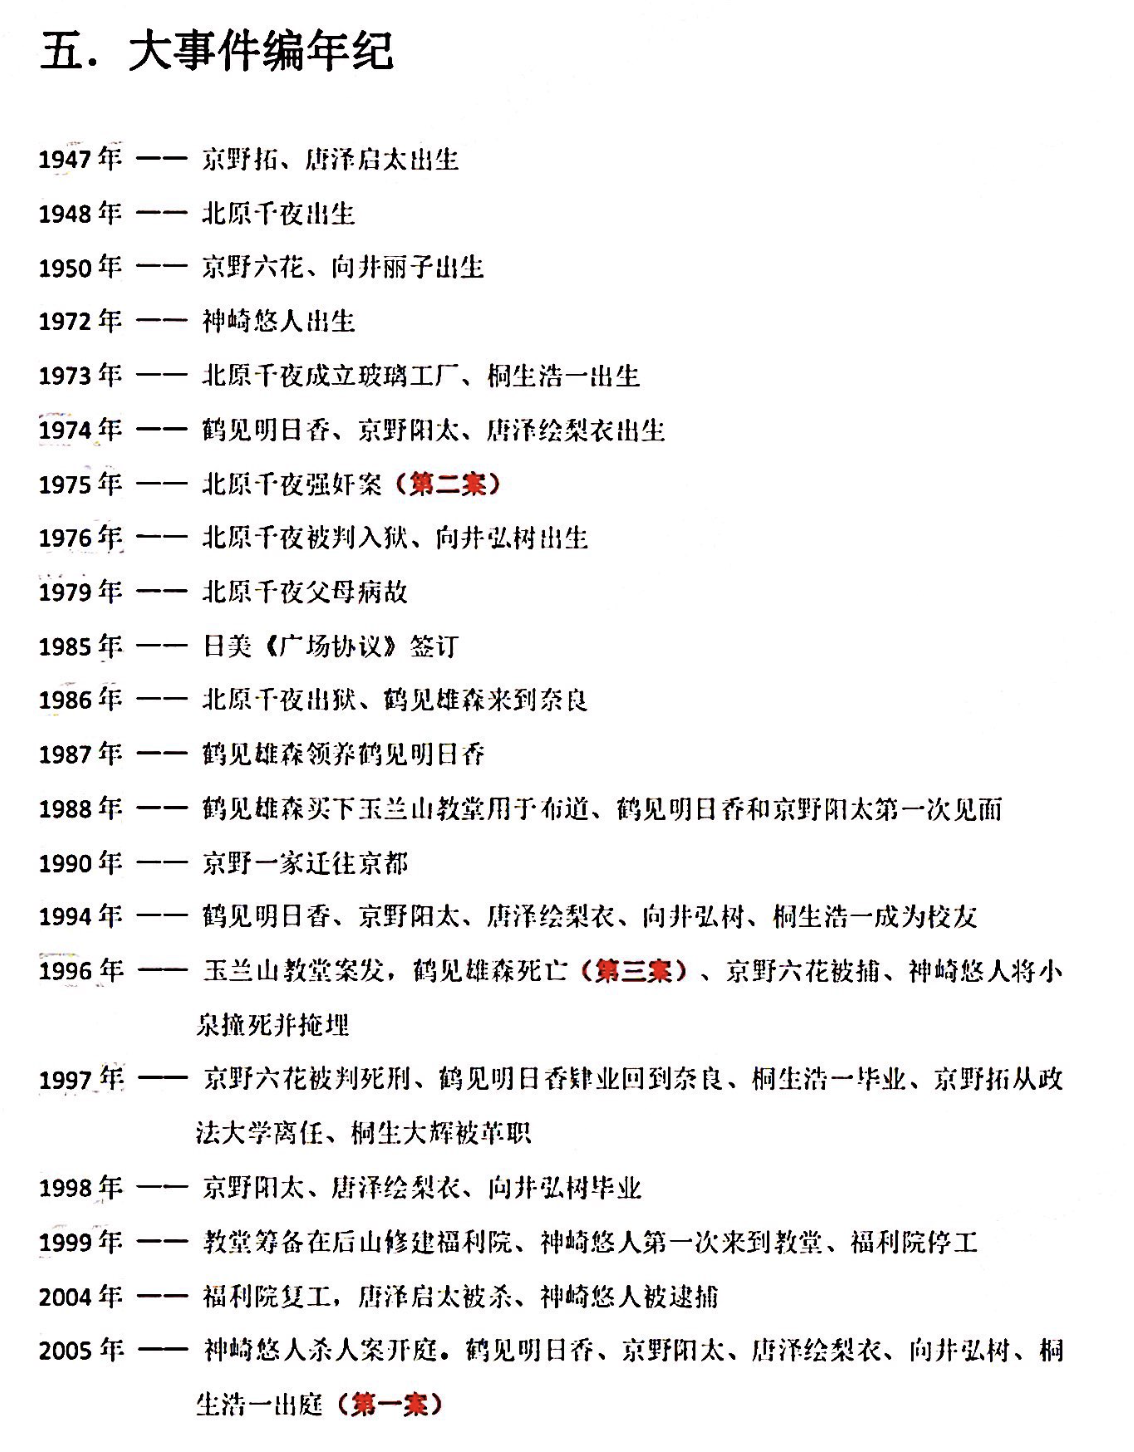 五. 大事件编年纪
1947 年 —— 京野拓、唐泽启太出生
1948 年 —— 北原千夜出生
1950 年 —— 京野六花、向井丽子出生
1972 年 —— 神崎悠人出生
1973 年 —— 北原千夜成立玻璃工厂、桐生浩一出生
1974 年 —— 鹤见明日香、京野阳太、唐泽绘梨衣出生
1975 年 —— 北原千夜强奸案（第二案）
1976 年 —— 北原千夜被判入狱、向井弘树出生
1979 年 —— 北原千夜父母病故
1985 年 —— 日美《广场协议》签订
1986 年 —— 北原千夜出狱、鹤见雄森来到奈良
1987 年 —— 鹤见雄森领养鹤见明日香
1988 年 —— 鹤见雄森买下玉兰山教堂用于布道、鹤见明日香和京野阳太第一次见面
1990 年 —— 京野一家迁往京都
1994 年 —— 鹤见明日香、京野阳太、唐泽绘梨衣、向井弘树、桐生浩一成为校友
1996 年 —— 玉兰山教堂案发，鹤见雄森死亡（第三案）、京野六花被捕、神崎悠人将小
泉撞死并掩埋
1997 年 —— 京野六花被判死刑、鹤见明日香肄业回到奈良、桐生浩一毕业、京野拓从政
法大学离任、桐生大辉被革职
1998 年 —— 京野阳太、唐泽绘梨衣、向井弘树毕业
1999 年 —— 教堂筹备在后山修建福利院、神崎悠人第一次来到教堂、福利院停工
2004 年 —— 福利院复工，唐泽启太被杀、神崎悠人被逮捕
2005 年 —— 神崎悠人杀人案开庭。鹤见明日香、京野阳太、唐泽绘梨衣、向井弘树、桐
生浩一出庭（第一案）